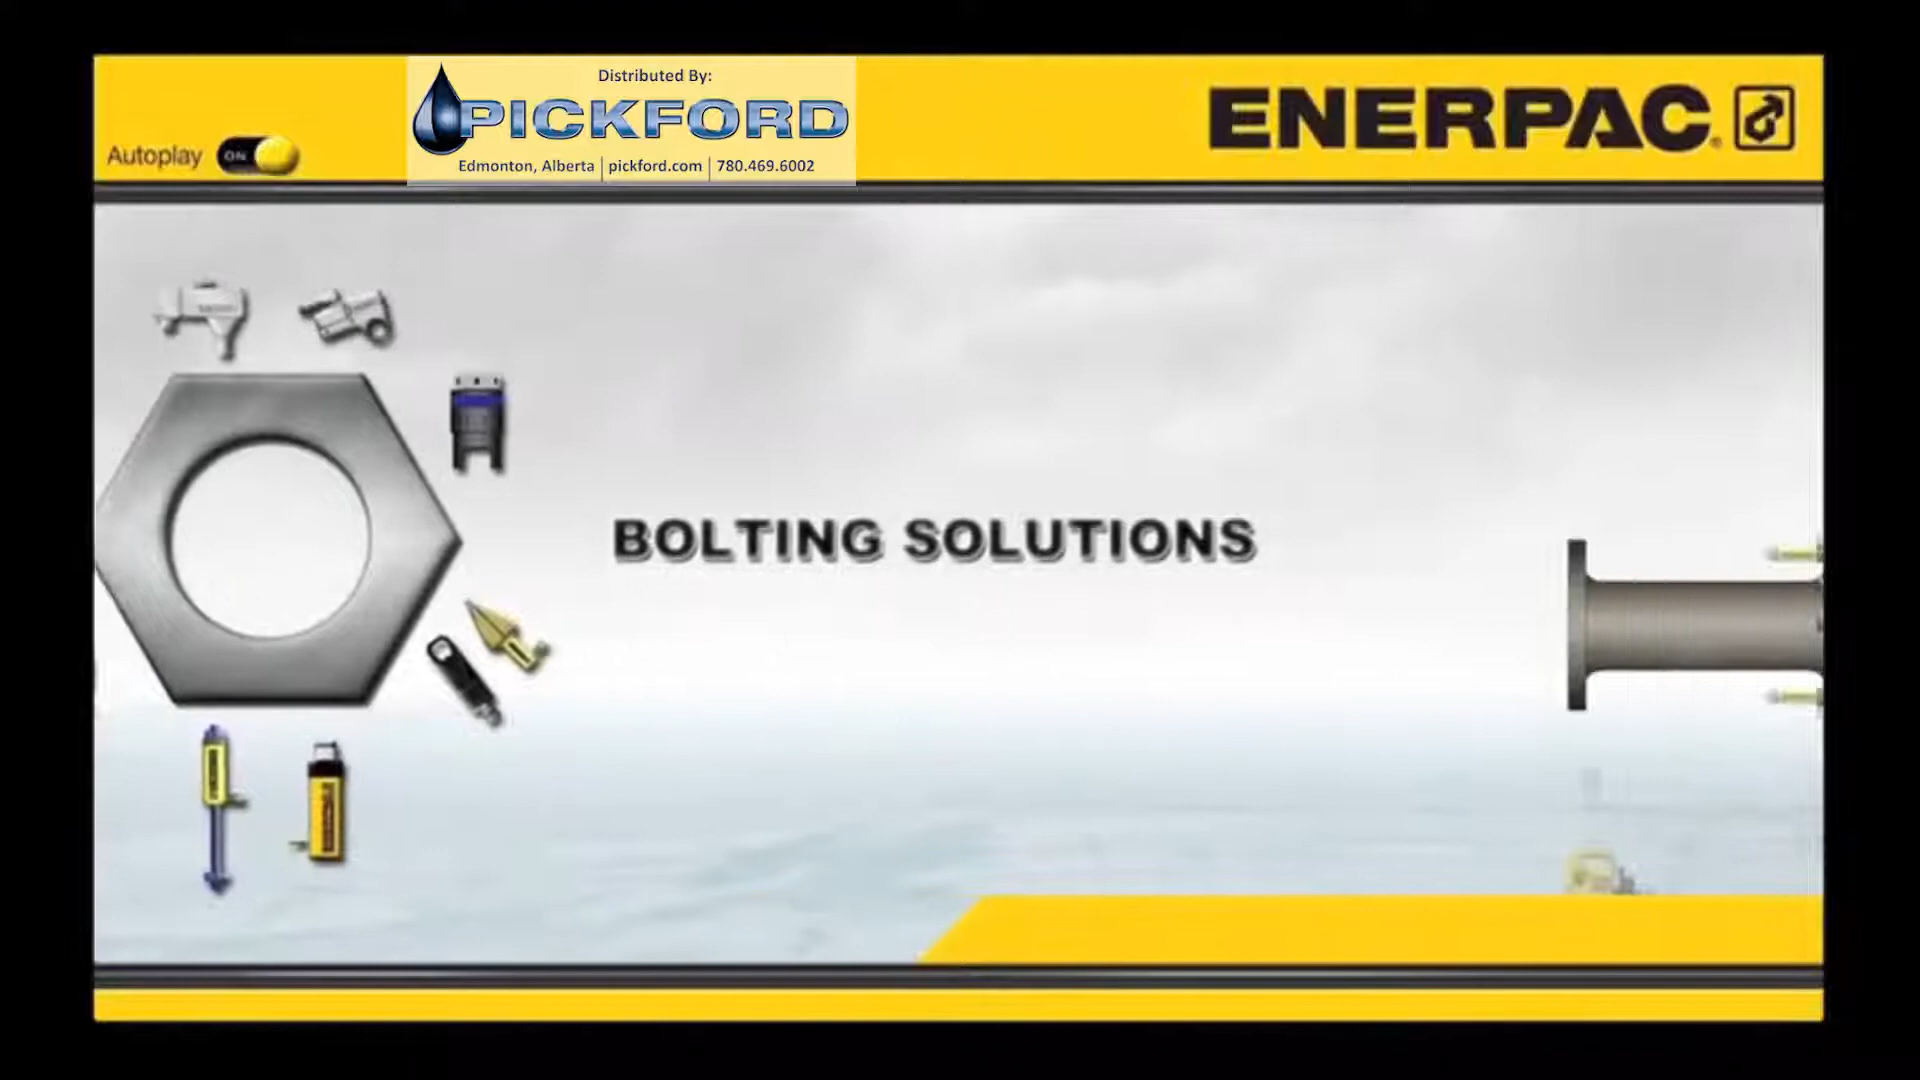 Distributed By:
PICKFORD
Edmonton, Alberta | pickford.com | 780.469.6002
Autoplay ON
ENERPAC
BOLTING SOLUTIONS